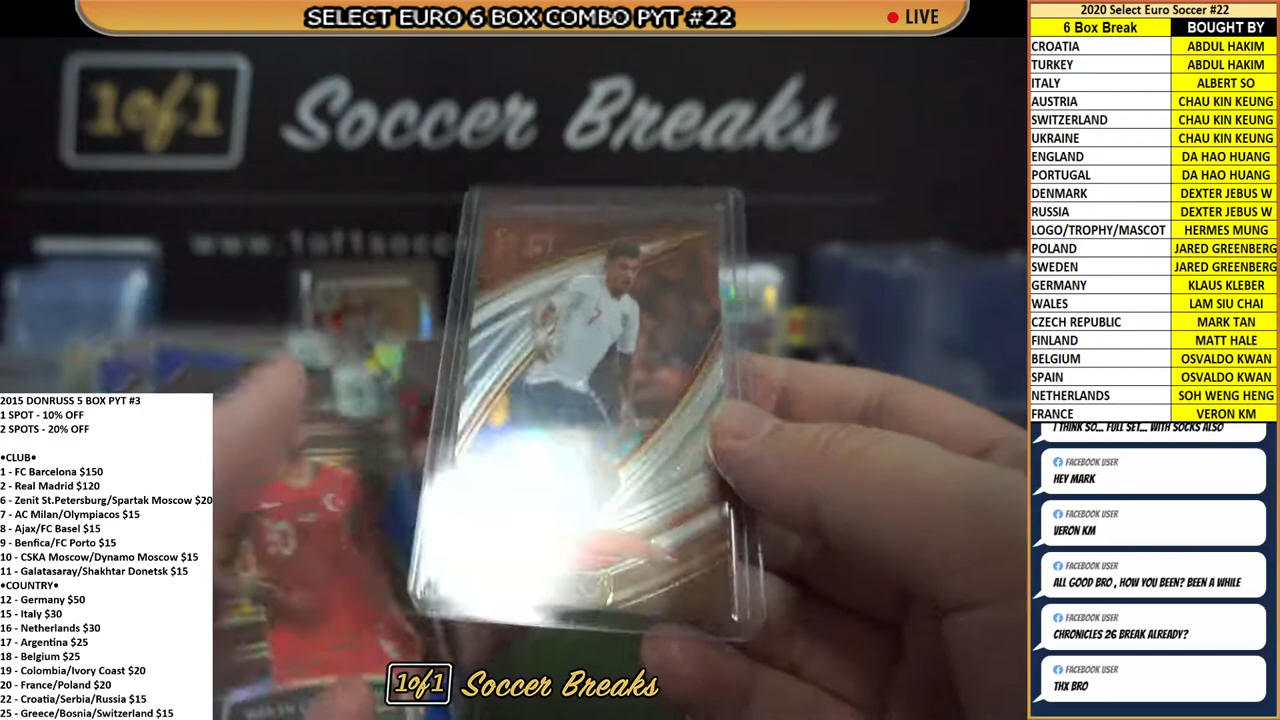 SELECT EURO 6 BOX COMBO PYT #22
LIVE
1of1 Soccer Breaks
2020 Select Euro Soccer #22
6 Box Break BOUGHT BY
CROATIA ABDUL HAKIM
TURKEY ABDUL HAKIM
ITALY ALBERT SO
AUSTRIA CHAU KIN KEUNG
SWITZERLAND CHAU KIN KEUNG
UKRAINE CHAU KIN KEUNG
ENGLAND DA HAO HUANG
PORTUGAL DA HAO HUANG
DENMARK DEXTER JEBUS W
RUSSIA DEXTER JEBUS W
LOGO/TROPHY/MASCOT HERMES MUNG
POLAND JARED GREENBERG
SWEDEN JARED GREENBERG
GERMANY KLAUS KLEBER
WALES LAM SIU CHAI
CZECH REPUBLIC MARK TAN
FINLAND MATT HALE
BELGIUM OSVALDO KWAN
SPAIN OSVALDO KWAN
NETHERLANDS SOH WENG HENG
FRANCE VERON KM
I THINK SO... FULL SET... WITH SOCKS ALSO
FACEBOOK USER
HEY MARK
FACEBOOK USER
VERON KM
FACEBOOK USER
ALL GOOD BRO , HOW YOU BEEN? BEEN A WHILE
FACEBOOK USER
CHRONICLES 26 BREAK ALREADY?
FACEBOOK USER
THX BRO
2015 DONRUSS 5 BOX PYT #3
1 SPOT - 10% OFF
2 SPOTS - 20% OFF
•CLUB•
1 - FC Barcelona $150
2 - Real Madrid $120
6 - Zenit St.Petersburg/Spartak Moscow $20
7 - AC Milan/Olympiacos $15
8 - Ajax/FC Basel $15
9 - Benfica/FC Porto $15
10 - CSKA Moscow/Dynamo Moscow $15
11 - Galatasaray/Shakhtar Donetsk $15
•COUNTRY•
12 - Germany $50
15 - Italy $30
16 - Netherlands $30
17 - Argentina $25
18 - Belgium $25
19 - Colombia/Ivory Coast $20
20 - France/Poland $20
22 - Croatia/Serbia/Russia $15
25 - Greece/Bosnia/Switzerland $15
7
1of1 Soccer Breaks